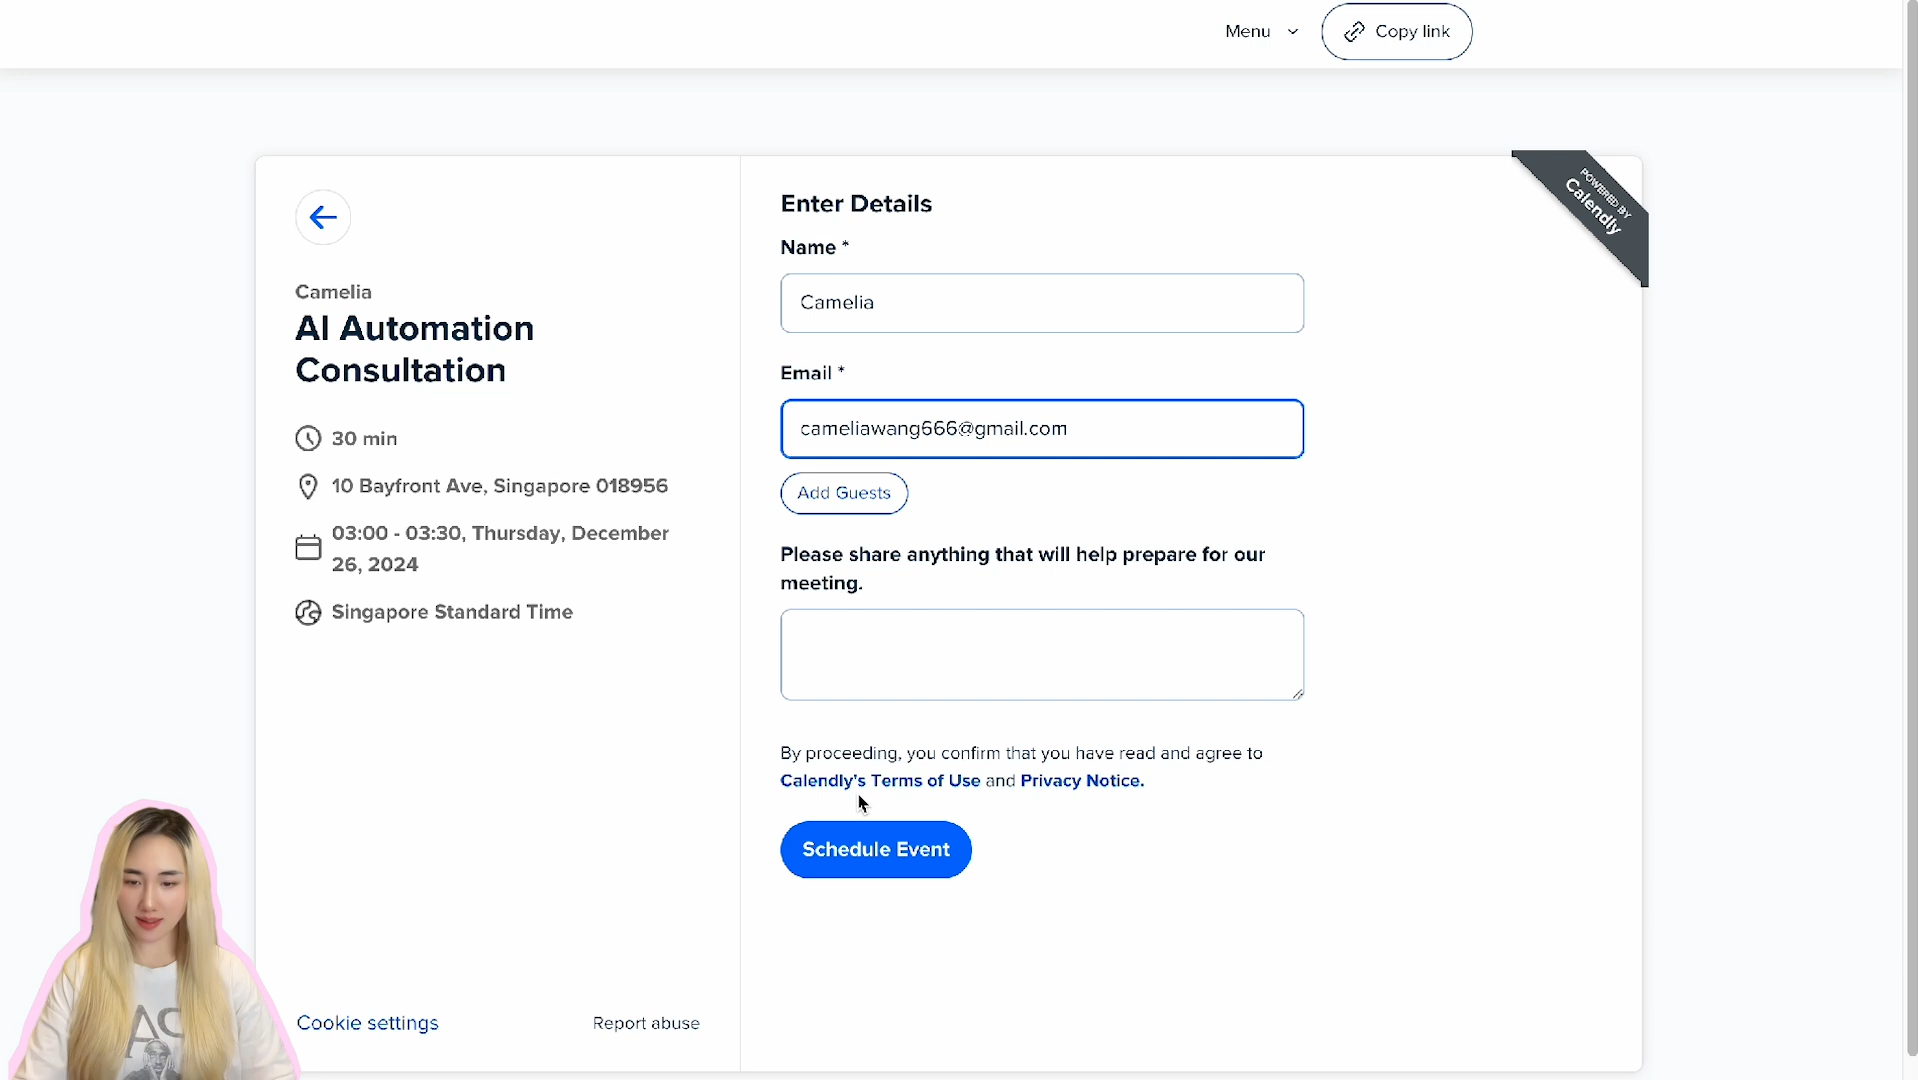 Menu
Copy link
POWERED BY
Calendly
Camelia
AI Automation
Consultation
30 min
10 Bayfront Ave, Singapore 018956
03:00 - 03:30, Thursday, December
26, 2024
Singapore Standard Time
Cookie settings
Report abuse
Enter Details
Name *
Camelia
Email *
cameliawang666@gmail.com
Add Guests
Please share anything that will help prepare for our
meeting.
By proceeding, you confirm that you have read and agree to
Calendly's Terms of Use and Privacy Notice.
Schedule Event